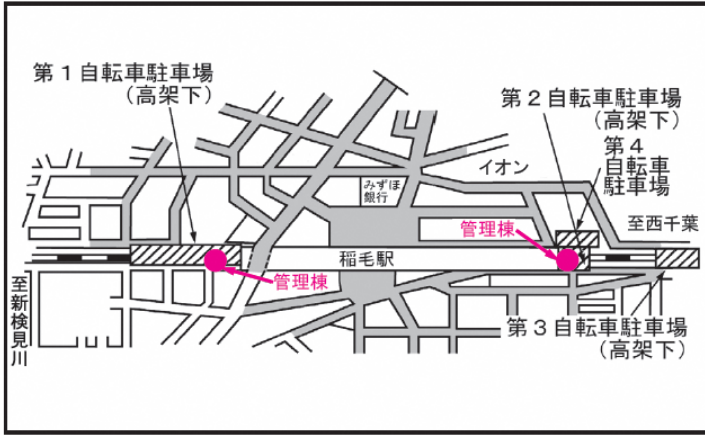 第１自転車駐車場
（高架下）
第２自転車駐車場
（高架下）
第４
自転車
駐車場
イオン
みずほ
銀行
至西千葉
管理棟
稲毛駅
管理棟
至新検見川
第３自転車駐車場
（高架下）